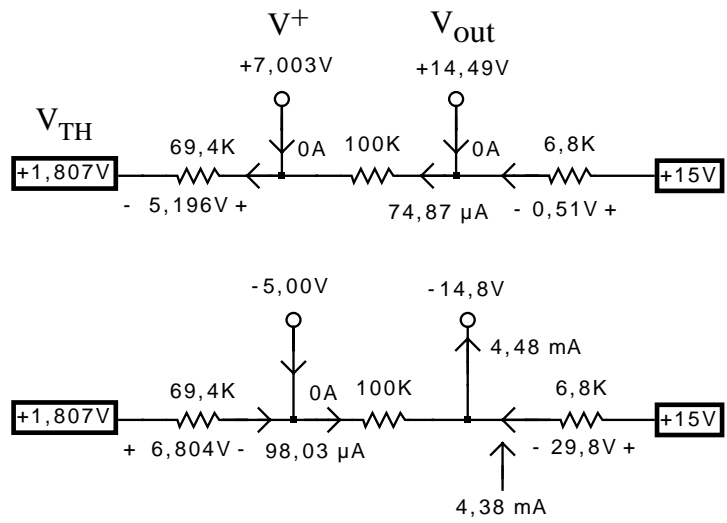 V+ Vout
+7,003V +14,49V
VTH
69,4K 0A 100K 0A 6,8K
+1,807V +15V
- 5,196V + 74,87 µA - 0,51V +
-5,00V -14,8V
4,48 mA
69,4K 0A 100K 6,8K
+1,807V +15V
+ 6,804V - 98,03 µA - 29,8V +
4,38 mA